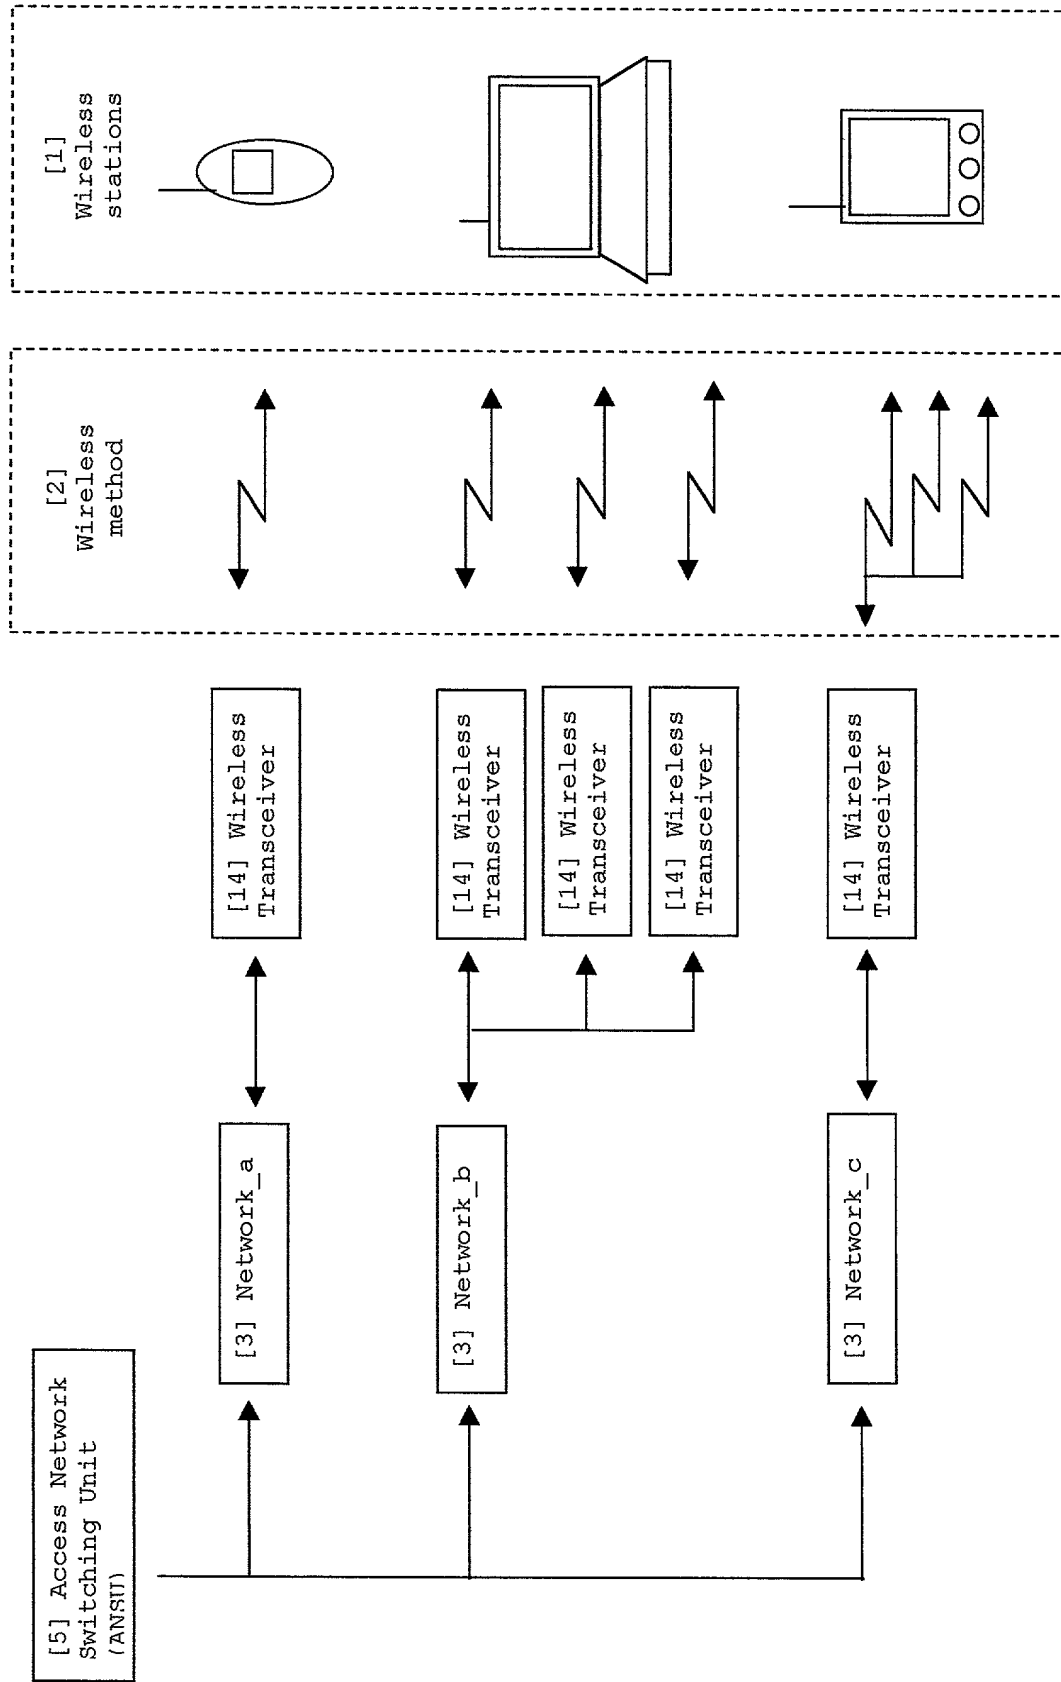 [1]
Wireless
stations
[2]
Wireless
method
[14] Wireless
Transceiver
[14] Wireless
Transceiver
[14] Wireless
Transceiver
[14] Wireless
Transceiver
[14] Wireless
Transceiver
[3] Network_a
[3] Network_b
[3] Network_c
[5] Access Network
Switching Unit
(ANSU)